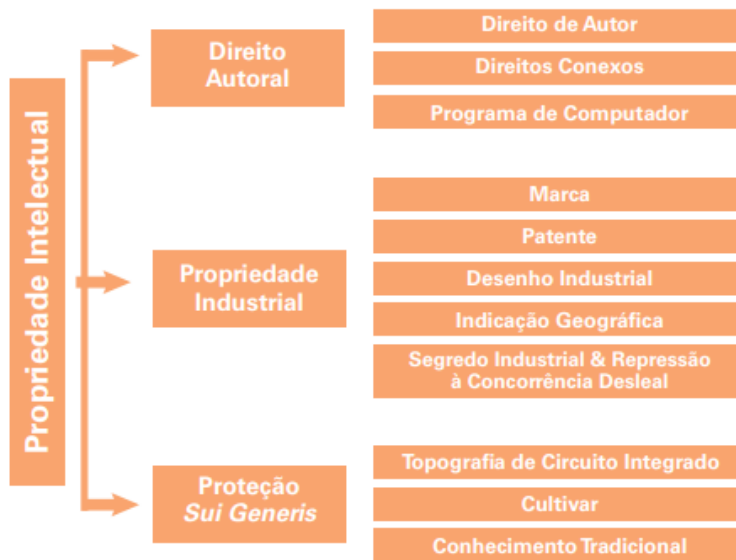 Propriedade Intelectual
Direito
Autoral
Direito de Autor
Direitos Conexos
Programa de Computador
Propriedade
Industrial
Marca
Patente
Desenho Industrial
Indicação Geográfica
Segredo Industrial & Repressão
à Concorrência Desleal
Proteção
Sui Generis
Topografia de Circuito Integrado
Cultivar
Conhecimento Tradicional